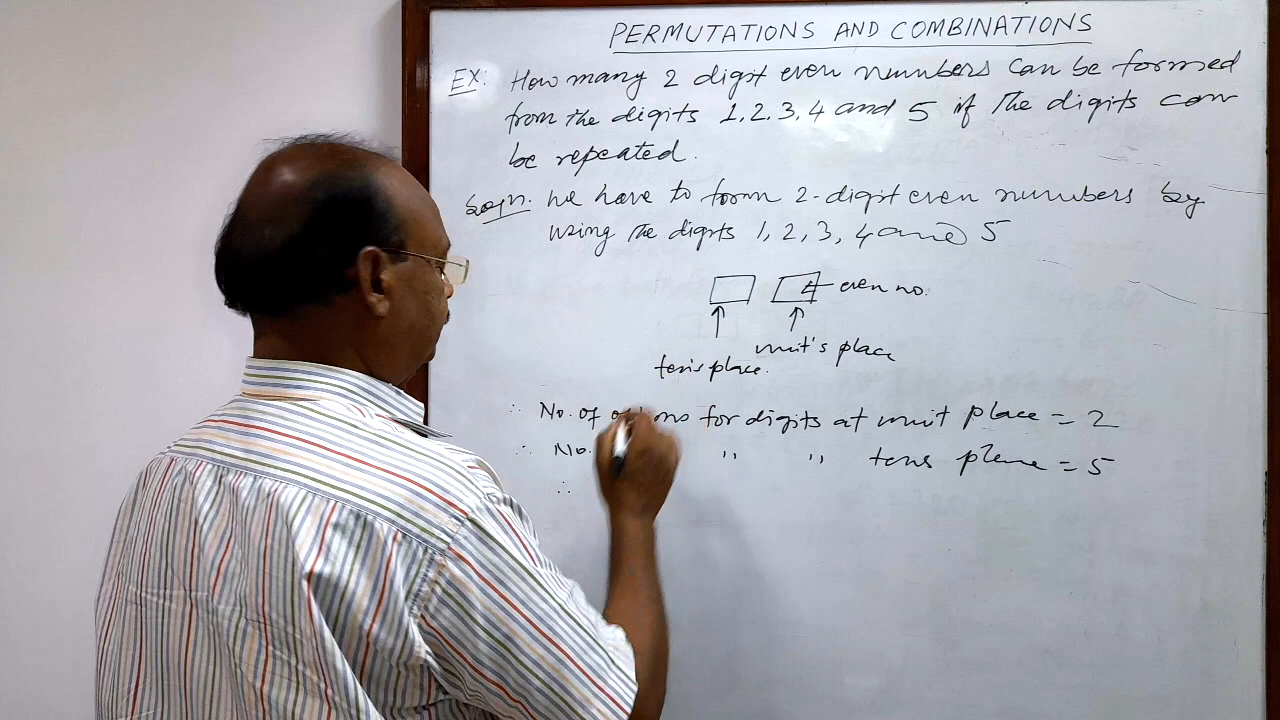 PERMUTATIONS AND COMBINATIONS
EX: How many 2 digit even numbers can be formed
from the digits 1, 2, 3, 4 and 5 if the digits can
be repeated.
Soln. We have to form 2-digit even numbers by
using the digits 1, 2, 3, 4 and 5
even no.
unit's place
ten's place.
∴ No. of for digits at unit place = 2
∴ No. " " tens place = 5
∴